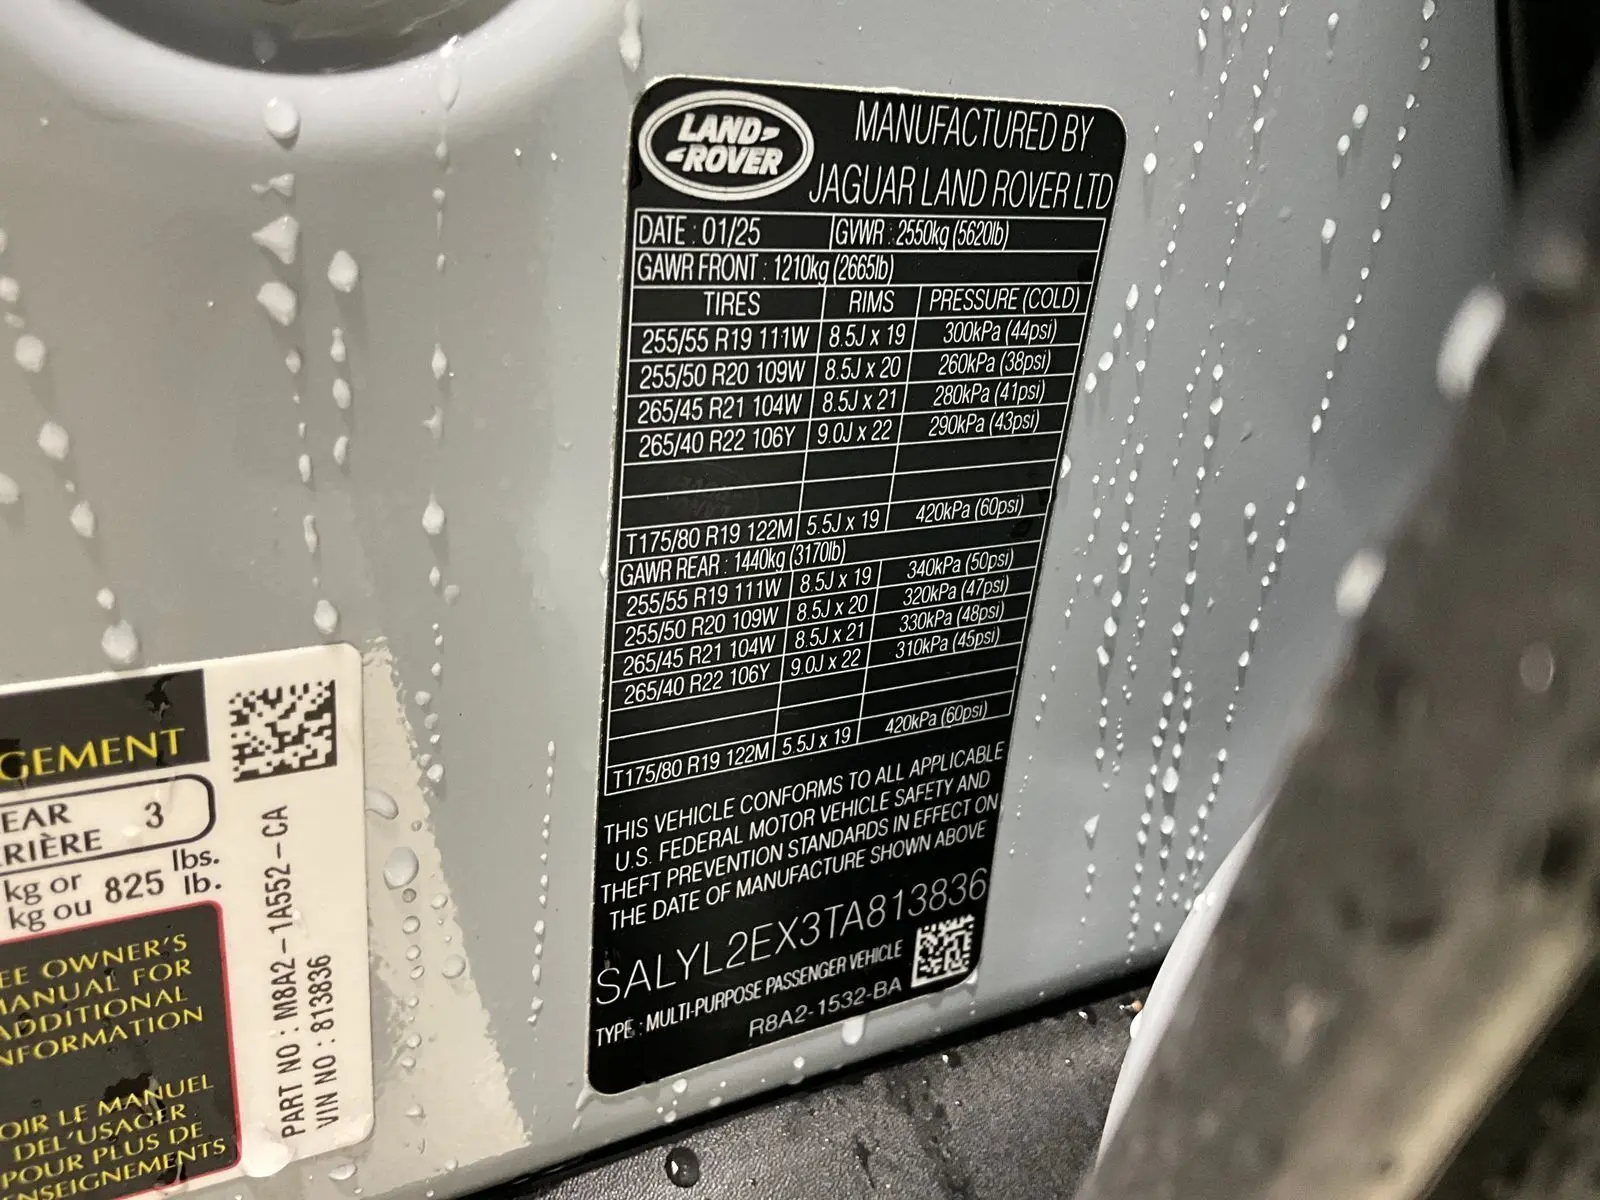 LAND-
-ROVER
MANUFACTURED BY
JAGUAR LAND ROVER LTD
DATE : 01/25 GVWR : 2550kg (5620lb)
GAWR FRONT : 1210kg (2665lb)
TIRES RIMS PRESSURE (COLD)
255/55 R19 111W 8.5J x 19 300kPa (44psi)
255/50 R20 109W 8.5J x 20 260kPa (38psi)
265/45 R21 104W 8.5J x 21 280kPa (41psi)
265/40 R22 106Y 9.0J x 22 290kPa (43psi)
T175/80 R19 122M 5.5J x 19 420kPa (60psi)
GAWR REAR : 1440kg (3170lb)
255/55 R19 111W 8.5J x 19 340kPa (50psi)
255/50 R20 109W 8.5J x 20 320kPa (47psi)
265/45 R21 104W 8.5J x 21 330kPa (48psi)
265/40 R22 106Y 9.0J x 22 310kPa (45psi)
T175/80 R19 122M 5.5J x 19 420kPa (60psi)
THIS VEHICLE CONFORMS TO ALL APPLICABLE
U.S. FEDERAL MOTOR VEHICLE SAFETY AND
THEFT PREVENTION STANDARDS IN EFFECT ON
THE DATE OF MANUFACTURE SHOWN ABOVE
SALYL2EX3TA813836
TYPE : MULTI-PURPOSE PASSENGER VEHICLE
R8A2-1532-BA
GEMENT
EAR 3
RIÈRE
kg or 825 lbs.
kg ou lb.
EE OWNER'S
MANUAL FOR
ADDITIONAL
NFORMATION
OIR LE MANUEL
DEL'USAGER
POUR PLUS DE
ENSEIGNEMENTS
PART NO : M8A2-1A552-CA
VIN NO : 813836